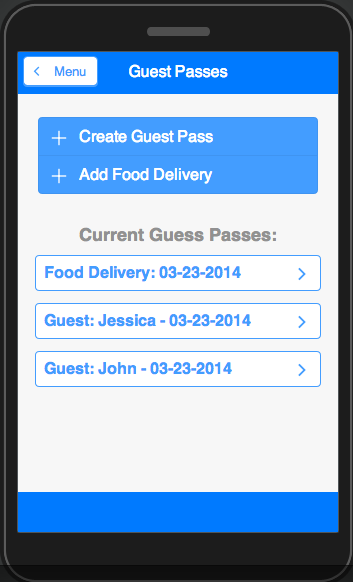 Menu
Guest Passes
Create Guest Pass
Add Food Delivery
Current Guess Passes:
Food Delivery: 03-23-2014
Guest: Jessica - 03-23-2014
Guest: John - 03-23-2014